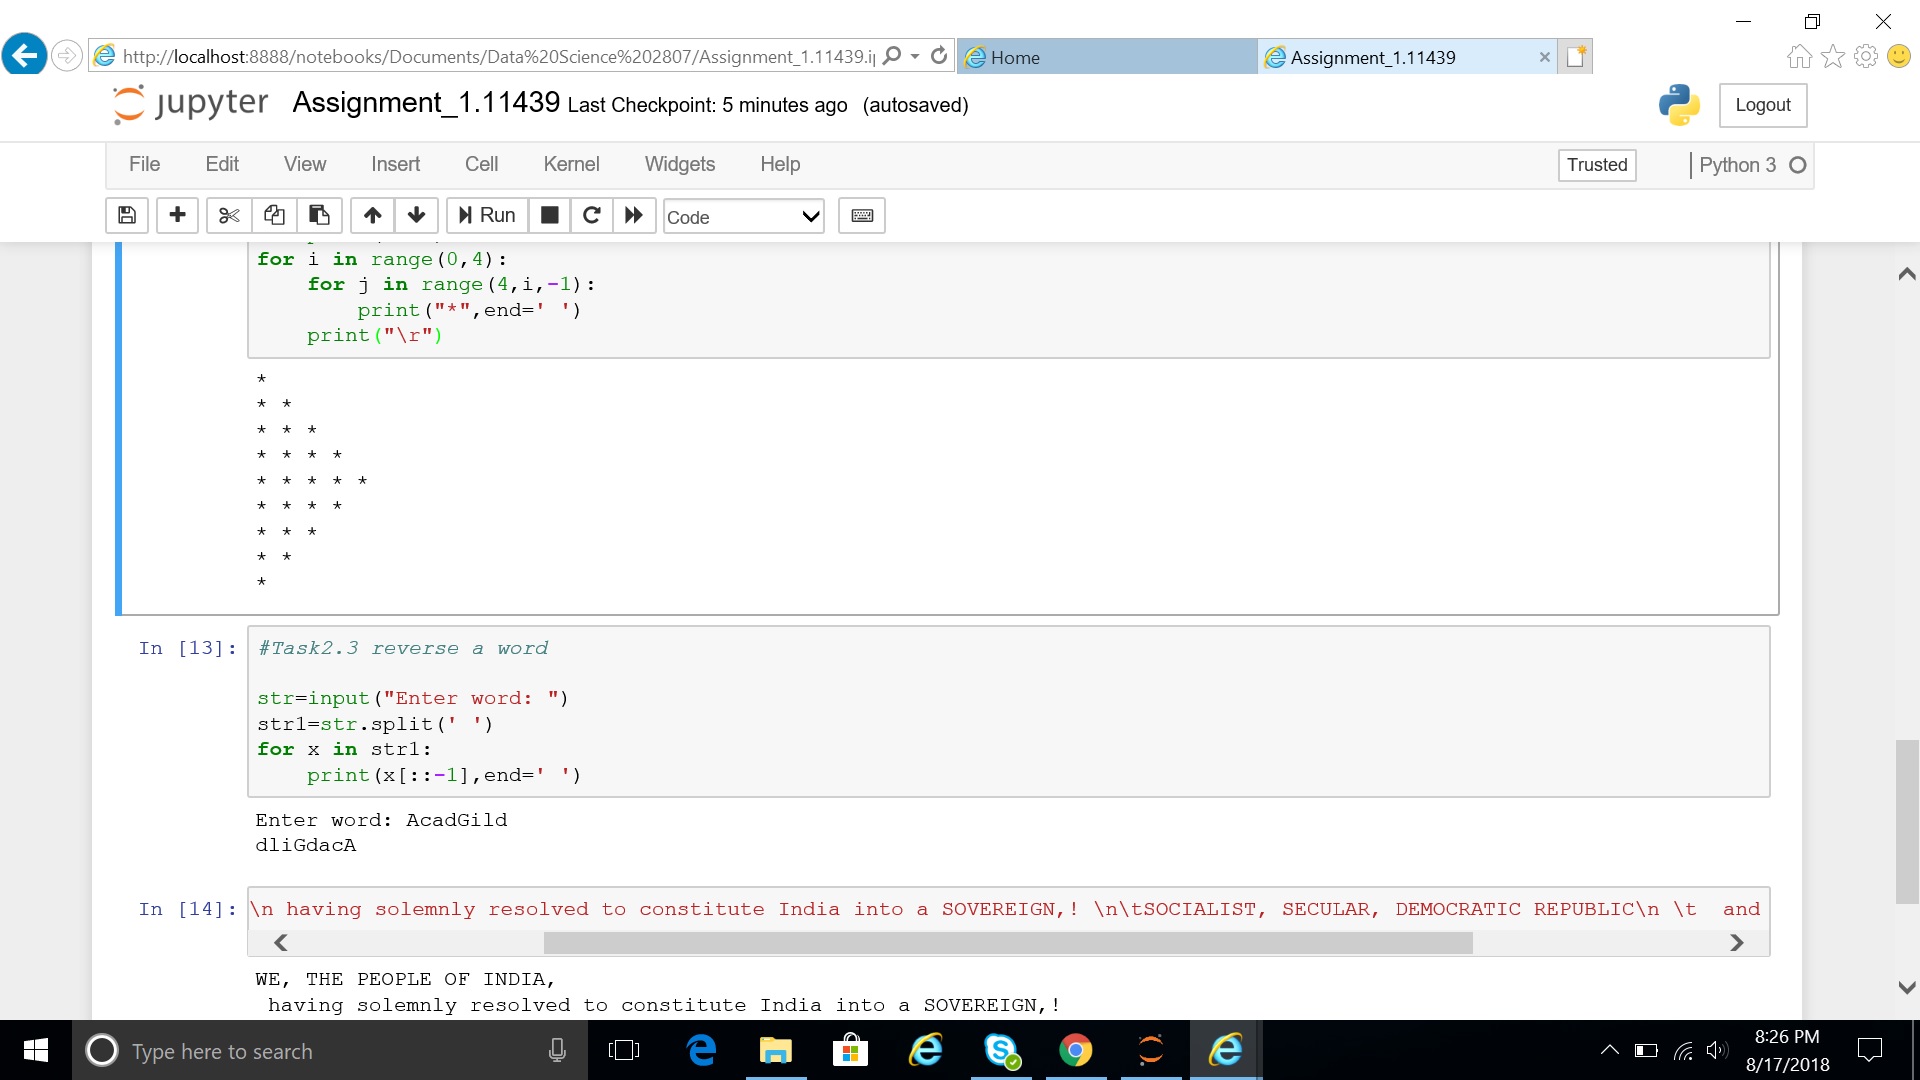 http://localhost:8888/notebooks/Documents/Data%20Science%202807/Assignment_1.11439.i
Home
Assignment_1.11439
jupyter
Assignment_1.11439 Last Checkpoint: 5 minutes ago (autosaved)
Logout
File Edit View Insert Cell Kernel Widgets Help
Trusted
Python 3
Run
Code
for i in range(0,4):
    for j in range(4,i,-1):
        print("*",end=' ')
    print("\r")
*
* *
* * *
* * * *
* * * * *
* * * *
* * *
* *
*
In [13]:
#Task2.3 reverse a word
str=input("Enter word: ")
str1=str.split(' ')
for x in str1:
    print(x[::-1],end=' ')
Enter word: AcadGild
dliGdacA
In [14]:
\n having solemnly resolved to constitute India into a SOVEREIGN,! \n\tSOCIALIST, SECULAR, DEMOCRATIC REPUBLIC\n \t  and
WE, THE PEOPLE OF INDIA,
 having solemnly resolved to constitute India into a SOVEREIGN,!
Type here to search
8:26 PM
8/17/2018